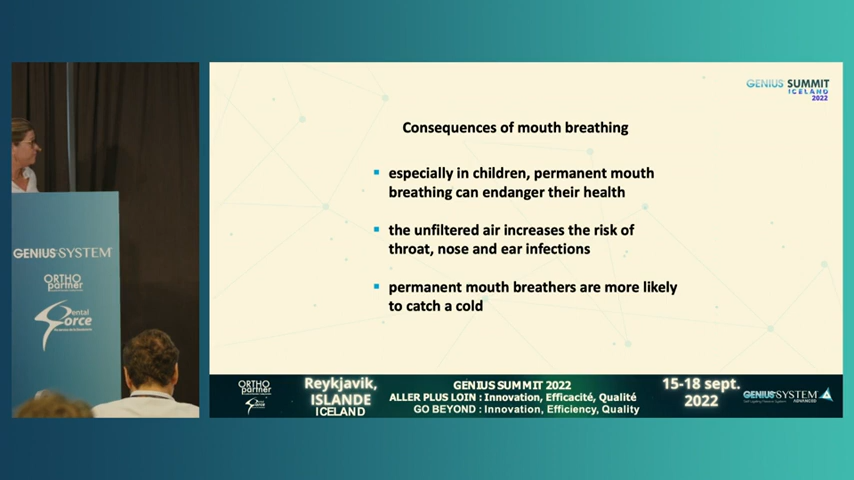 GENIUS SUMMIT
ICELAND
2022
Consequences of mouth breathing
especially in children, permanent mouth
breathing can endanger their health
the unfiltered air increases the risk of
throat, nose and ear infections
permanent mouth breathers are more likely
to catch a cold
GENIUS SYSTEM
ORTHO
partner
Dental
Force
ORTHO
partner
Dental
Force
Reykjavik,
ISLANDE
ICELAND
GENIUS SUMMIT 2022
ALLER PLUS LOIN : Innovation, Efficacité, Qualité
GO BEYOND : Innovation, Efficiency, Quality
15-18 sept.
2022
GENIUS SYSTEM
ADVANCED